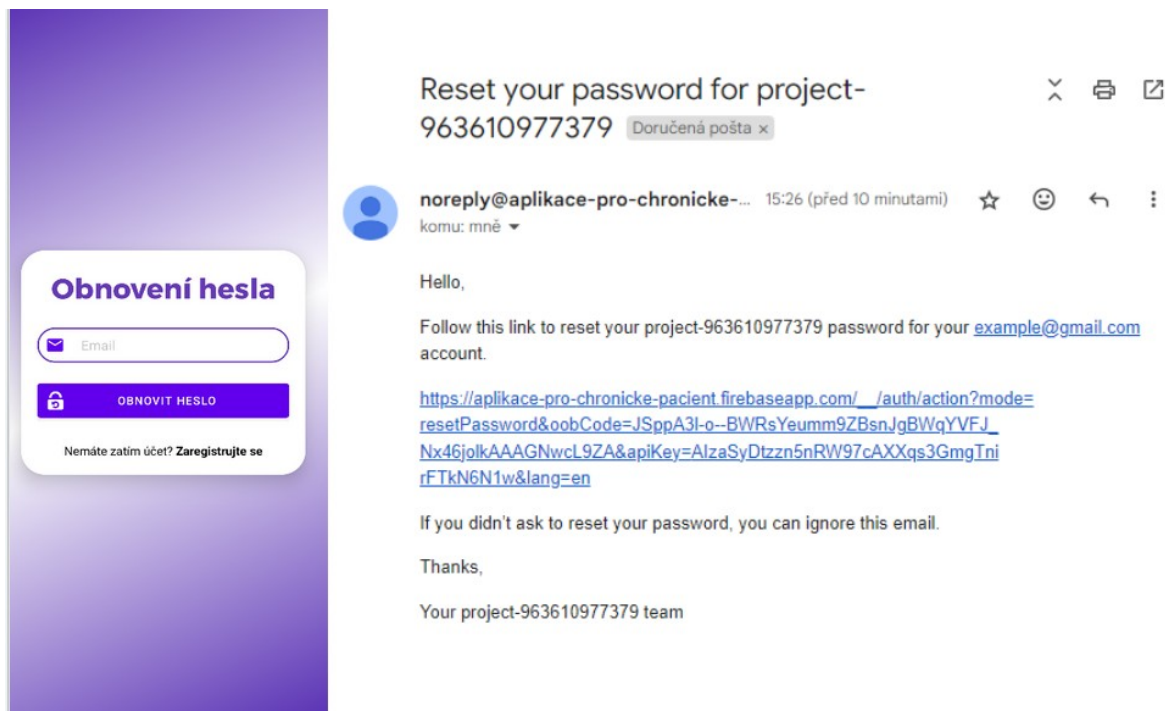 Obnovení hesla
Email
OBNOVIT HESLO
Nemáte zatím účet? Zaregistrujte se
Reset your password for project-
963610977379 Doručená pošta ×
noreply@aplikace-pro-chronicke-... 15:26 (před 10 minutami)
komu: mně
Hello,
Follow this link to reset your project-963610977379 password for your example@gmail.com
account.
https://aplikace-pro-chronicke-pacient.firebaseapp.com/__/auth/action?mode=
resetPassword&oobCode=JSppA3I-o--BWRsYeumm9ZBsnJgBWqYVFJ_
Nx46jolkAAAGNwcL9ZA&apiKey=AIzaSyDtzzn5nRW97cAXXqs3GmgTni
rFTkN6N1w&lang=en
If you didn't ask to reset your password, you can ignore this email.
Thanks,
Your project-963610977379 team